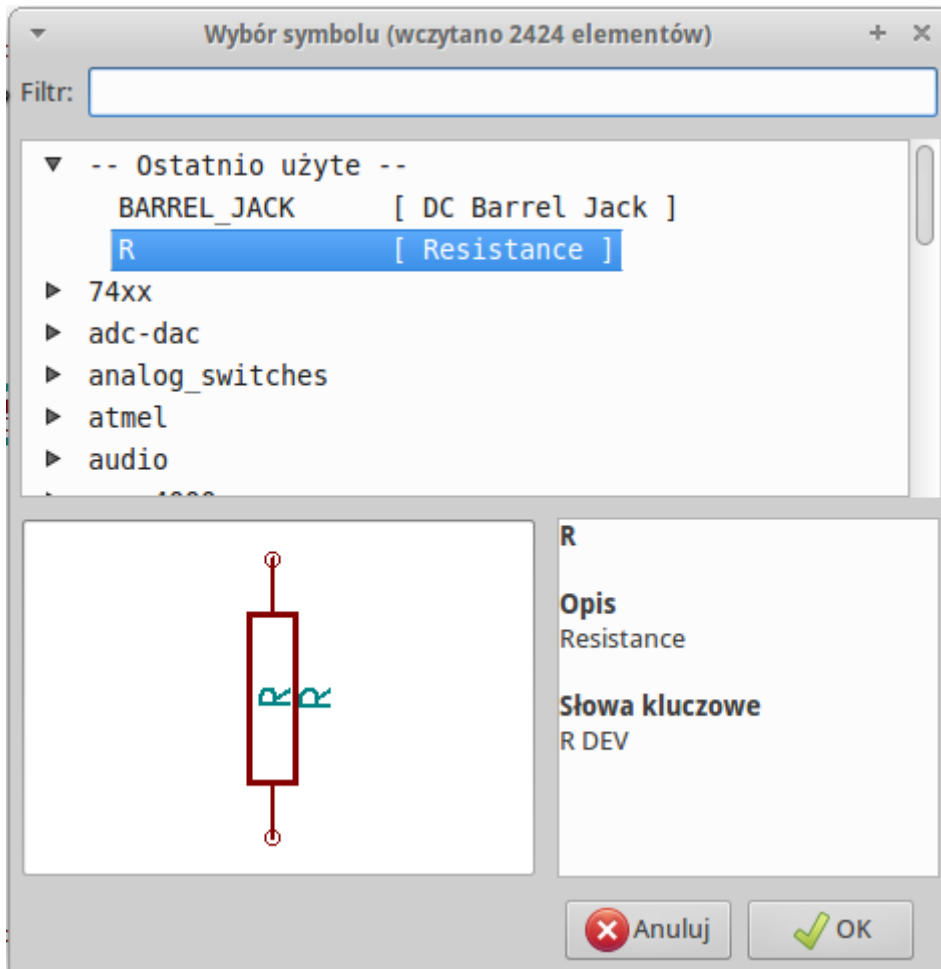 Wybór symbolu (wczytano 2424 elementów)
Filtr:
-- Ostatnio użyte --
BARREL_JACK [ DC Barrel Jack ]
R [ Resistance ]
74xx
adc-dac
analog_switches
atmel
audio
R
R
R
Opis
Resistance
Słowa kluczowe
R DEV
Anuluj
OK